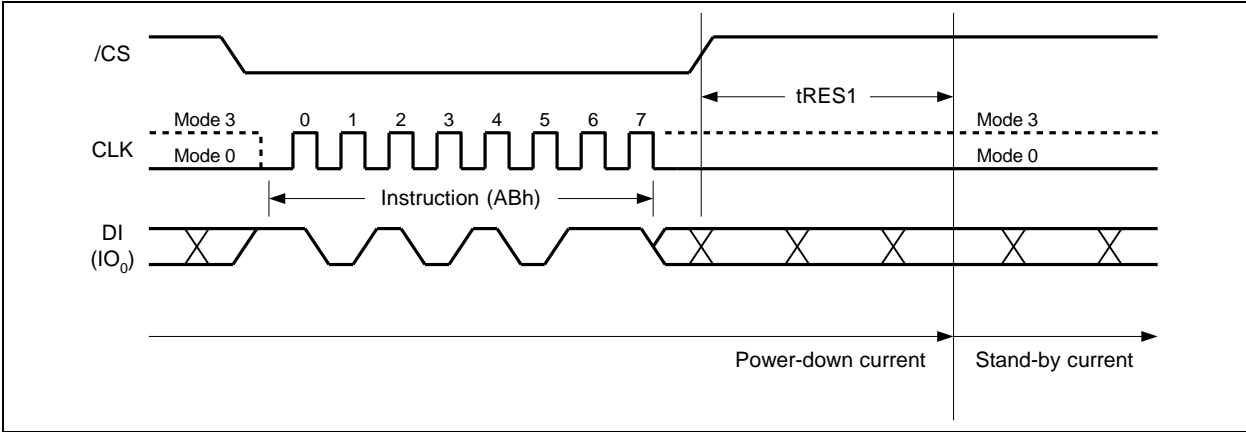 /CS
tRES1
Mode 3 0 1 2 3 4 5 6 7 Mode 3
CLK
Mode 0 Mode 0
Instruction (ABh)
DI
(IO0)
Power-down current Stand-by current